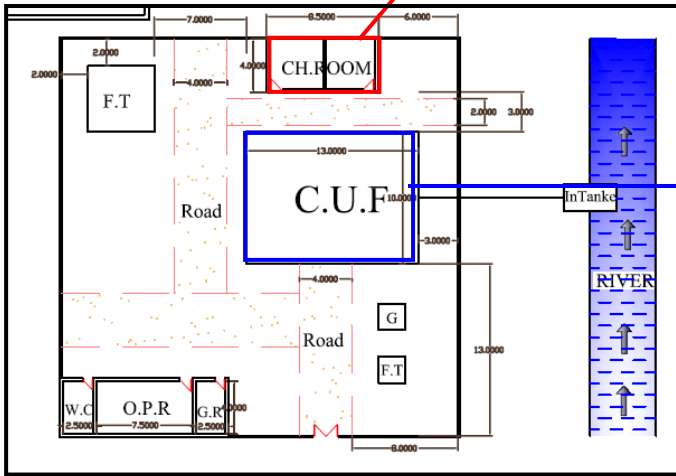 7.0000
8.5000
6.0000
2.0000
2.0000
4.0000
4.0000
CH.ROOM
F.T
2.0000
3.0000
13.0000
C.U.F
10.0000
InTanke
Road
3.0000
4.0000
RIVER
G
Road
13.0000
F.T
W.C
O.P.R
G.R
2.5000
7.5000
2.5000
8.0000